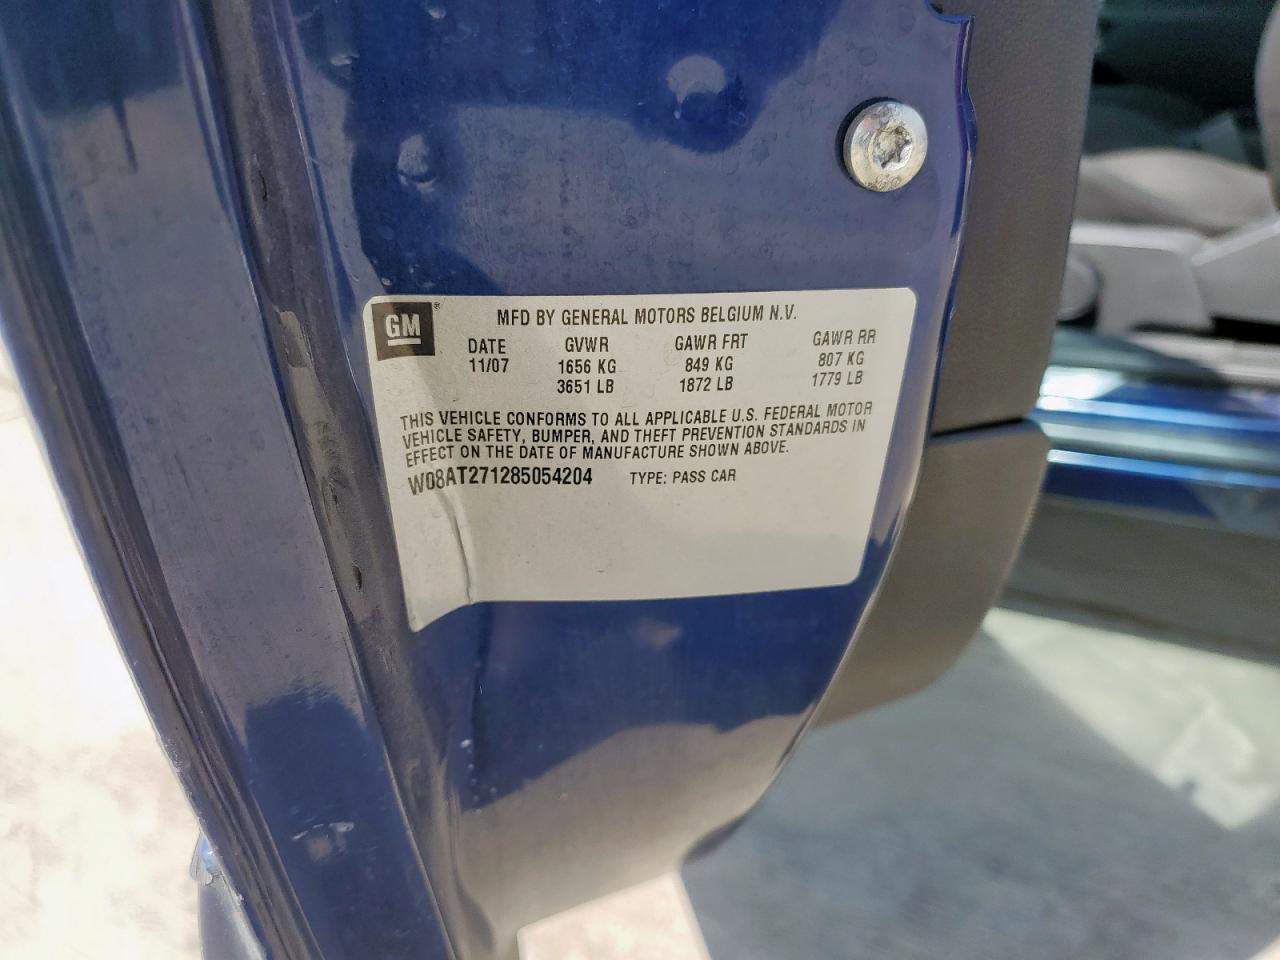 GM ® MFD BY GENERAL MOTORS BELGIUM N.V.
DATE GVWR GAWR FRT GAWR RR
11/07 1656 KG 849 KG 807 KG
3651 LB 1872 LB 1779 LB
THIS VEHICLE CONFORMS TO ALL APPLICABLE U.S. FEDERAL MOTOR
VEHICLE SAFETY, BUMPER, AND THEFT PREVENTION STANDARDS IN
EFFECT ON THE DATE OF MANUFACTURE SHOWN ABOVE.
W08AT271285054204 TYPE: PASS CAR